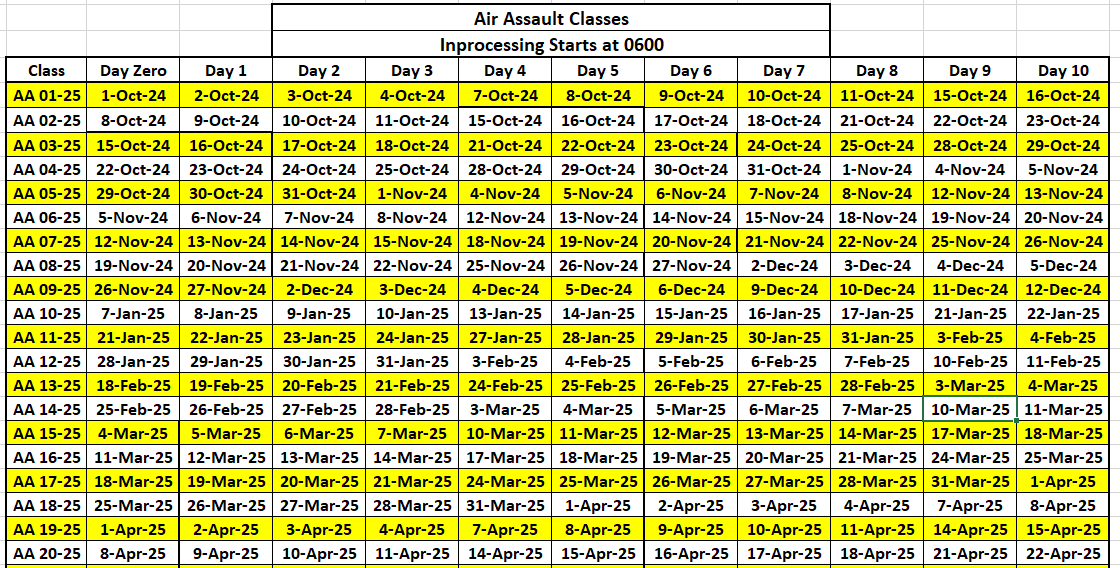 Air Assault Classes
Inprocessing Starts at 0600
Class Day Zero Day 1 Day 2 Day 3 Day 4 Day 5 Day 6 Day 7 Day 8 Day 9 Day 10
AA 01-25 1-Oct-24 2-Oct-24 3-Oct-24 4-Oct-24 7-Oct-24 8-Oct-24 9-Oct-24 10-Oct-24 11-Oct-24 15-Oct-24 16-Oct-24
AA 02-25 8-Oct-24 9-Oct-24 10-Oct-24 11-Oct-24 15-Oct-24 16-Oct-24 17-Oct-24 18-Oct-24 21-Oct-24 22-Oct-24 23-Oct-24
AA 03-25 15-Oct-24 16-Oct-24 17-Oct-24 18-Oct-24 21-Oct-24 22-Oct-24 23-Oct-24 24-Oct-24 25-Oct-24 28-Oct-24 29-Oct-24
AA 04-25 22-Oct-24 23-Oct-24 24-Oct-24 25-Oct-24 28-Oct-24 29-Oct-24 30-Oct-24 31-Oct-24 1-Nov-24 4-Nov-24 5-Nov-24
AA 05-25 29-Oct-24 30-Oct-24 31-Oct-24 1-Nov-24 4-Nov-24 5-Nov-24 6-Nov-24 7-Nov-24 8-Nov-24 12-Nov-24 13-Nov-24
AA 06-25 5-Nov-24 6-Nov-24 7-Nov-24 8-Nov-24 12-Nov-24 13-Nov-24 14-Nov-24 15-Nov-24 18-Nov-24 19-Nov-24 20-Nov-24
AA 07-25 12-Nov-24 13-Nov-24 14-Nov-24 15-Nov-24 18-Nov-24 19-Nov-24 20-Nov-24 21-Nov-24 22-Nov-24 25-Nov-24 26-Nov-24
AA 08-25 19-Nov-24 20-Nov-24 21-Nov-24 22-Nov-24 25-Nov-24 26-Nov-24 27-Nov-24 2-Dec-24 3-Dec-24 4-Dec-24 5-Dec-24
AA 09-25 26-Nov-24 27-Nov-24 2-Dec-24 3-Dec-24 4-Dec-24 5-Dec-24 6-Dec-24 9-Dec-24 10-Dec-24 11-Dec-24 12-Dec-24
AA 10-25 7-Jan-25 8-Jan-25 9-Jan-25 10-Jan-25 13-Jan-25 14-Jan-25 15-Jan-25 16-Jan-25 17-Jan-25 21-Jan-25 22-Jan-25
AA 11-25 21-Jan-25 22-Jan-25 23-Jan-25 24-Jan-25 27-Jan-25 28-Jan-25 29-Jan-25 30-Jan-25 31-Jan-25 3-Feb-25 4-Feb-25
AA 12-25 28-Jan-25 29-Jan-25 30-Jan-25 31-Jan-25 3-Feb-25 4-Feb-25 5-Feb-25 6-Feb-25 7-Feb-25 10-Feb-25 11-Feb-25
AA 13-25 18-Feb-25 19-Feb-25 20-Feb-25 21-Feb-25 24-Feb-25 25-Feb-25 26-Feb-25 27-Feb-25 28-Feb-25 3-Mar-25 4-Mar-25
AA 14-25 25-Feb-25 26-Feb-25 27-Feb-25 28-Feb-25 3-Mar-25 4-Mar-25 5-Mar-25 6-Mar-25 7-Mar-25 10-Mar-25 11-Mar-25
AA 15-25 4-Mar-25 5-Mar-25 6-Mar-25 7-Mar-25 10-Mar-25 11-Mar-25 12-Mar-25 13-Mar-25 14-Mar-25 17-Mar-25 18-Mar-25
AA 16-25 11-Mar-25 12-Mar-25 13-Mar-25 14-Mar-25 17-Mar-25 18-Mar-25 19-Mar-25 20-Mar-25 21-Mar-25 24-Mar-25 25-Mar-25
AA 17-25 18-Mar-25 19-Mar-25 20-Mar-25 21-Mar-25 24-Mar-25 25-Mar-25 26-Mar-25 27-Mar-25 28-Mar-25 31-Mar-25 1-Apr-25
AA 18-25 25-Mar-25 26-Mar-25 27-Mar-25 28-Mar-25 31-Mar-25 1-Apr-25 2-Apr-25 3-Apr-25 4-Apr-25 7-Apr-25 8-Apr-25
AA 19-25 1-Apr-25 2-Apr-25 3-Apr-25 4-Apr-25 7-Apr-25 8-Apr-25 9-Apr-25 10-Apr-25 11-Apr-25 14-Apr-25 15-Apr-25
AA 20-25 8-Apr-25 9-Apr-25 10-Apr-25 11-Apr-25 14-Apr-25 15-Apr-25 16-Apr-25 17-Apr-25 18-Apr-25 21-Apr-25 22-Apr-25